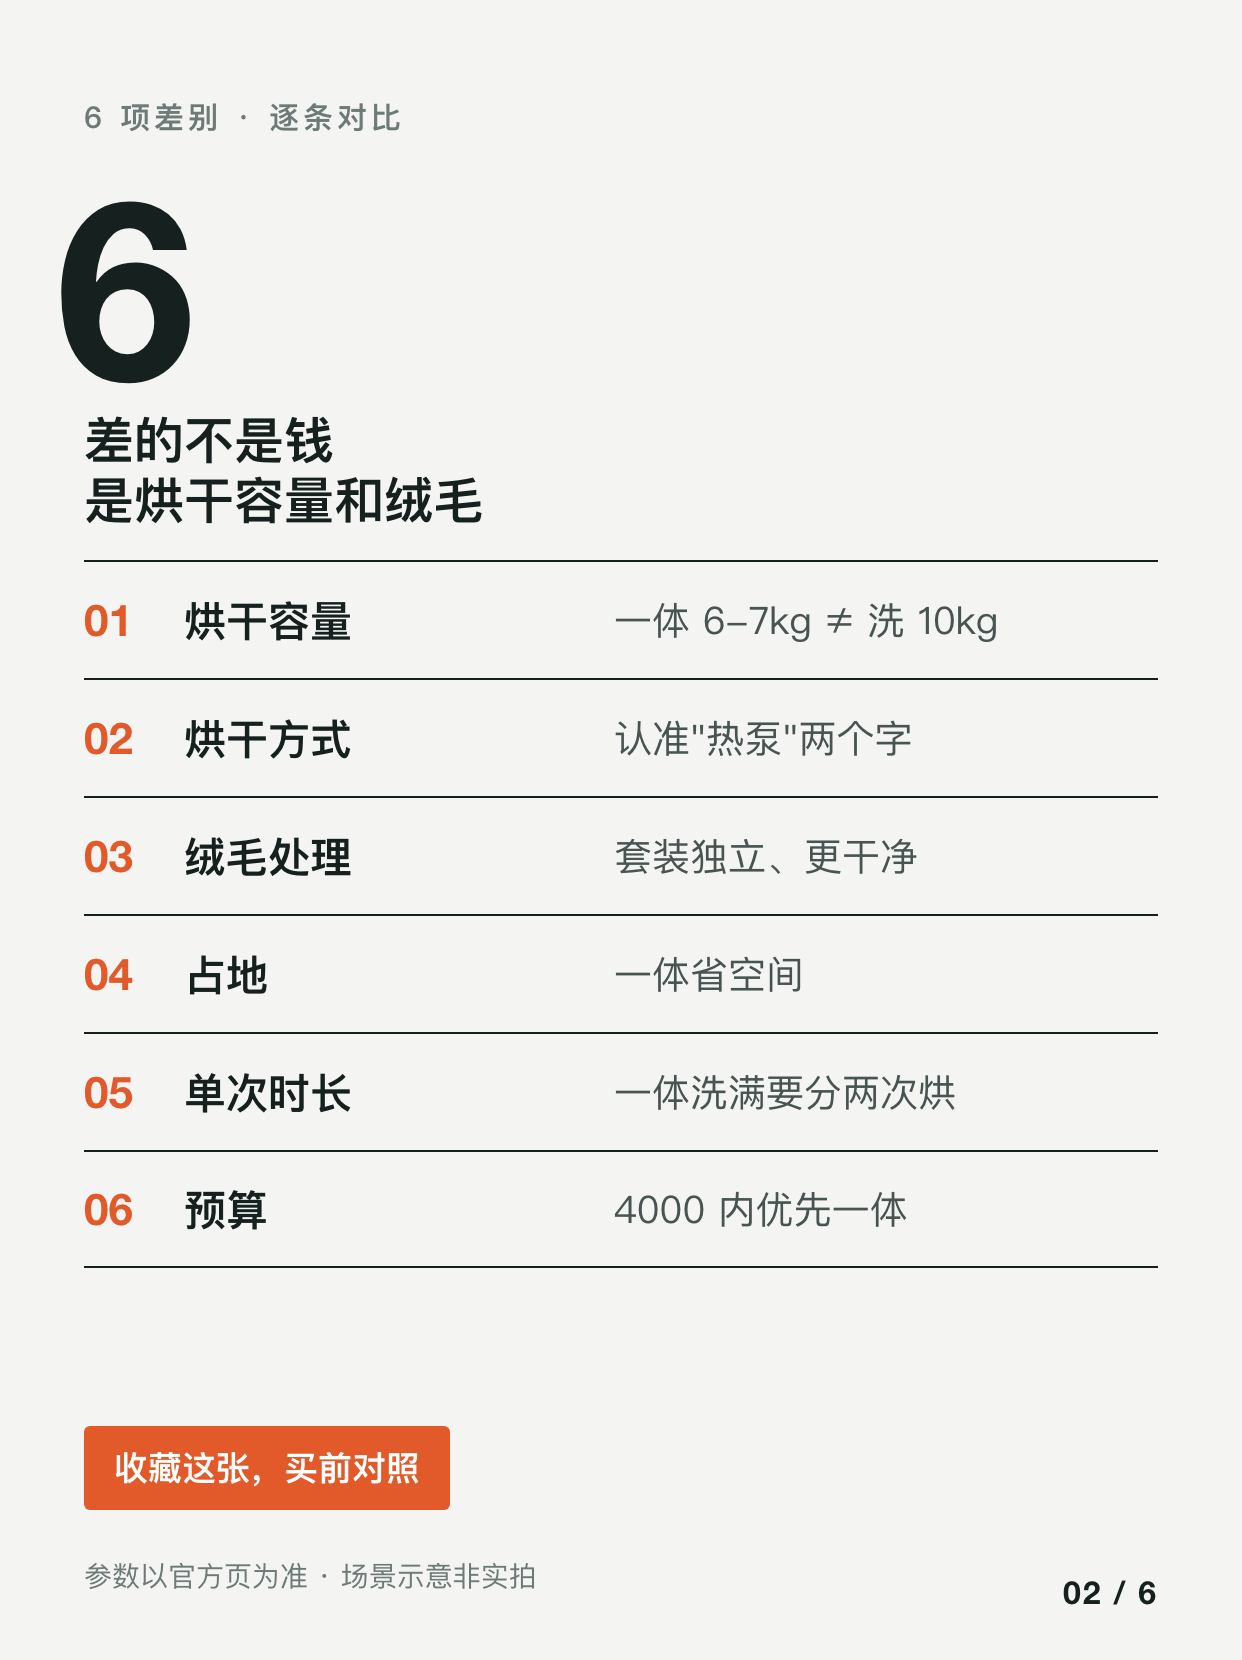 6 项差别 · 逐条对比
6
差的不是钱
是烘干容量和绒毛
01 烘干容量 一体 6–7kg ≠ 洗 10kg
02 烘干方式 认准"热泵"两个字
03 绒毛处理 套装独立、更干净
04 占地 一体省空间
05 单次时长 一体洗满要分两次烘
06 预算 4000 内优先一体
收藏这张，买前对照
参数以官方页为准 · 场景示意非实拍
02 / 6